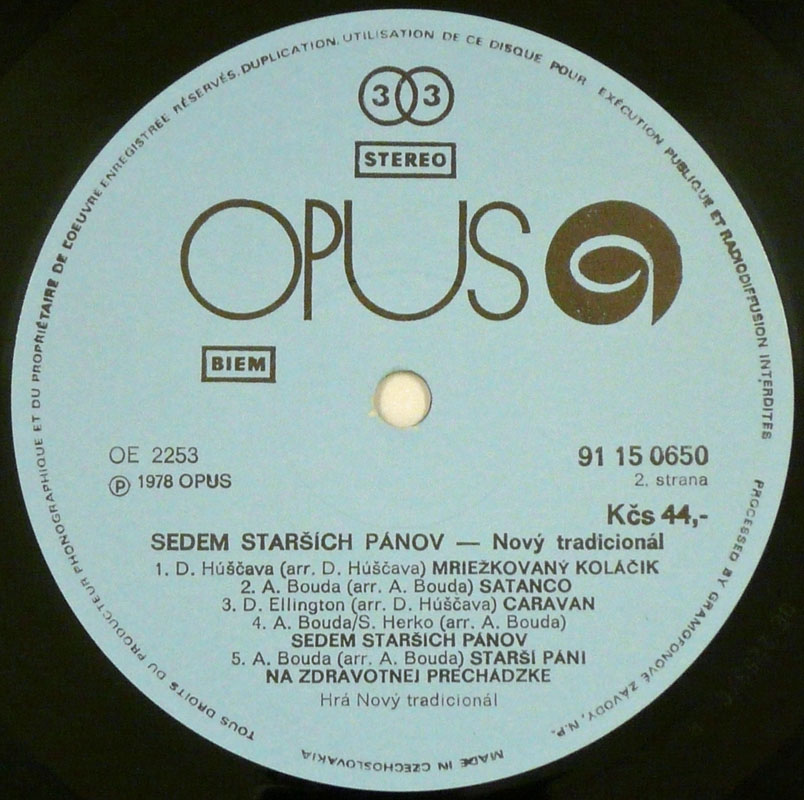 TOUS DROITS DU PRODUCTEUR PHONOGRAPHIQUE ET DU PROPRIÉTAIRE DE L'OEUVRE ENREGISTRÉE RÉSERVÉS. DUPLICATION, UTILISATION DE CE DISQUE POUR EXÉCUTION PUBLIQUE ET RADIODIFFUSION INTERDITES
33
STEREO
OPUS
BIEM
OE 2253
91 15 0650
Ⓟ 1978 OPUS
2. strana
Kčs 44,-
SEDEM STARŠÍCH PÁNOV — Nový tradicionál
1. D. Húščava (arr. D. Húščava) MRIEŽKOVANÝ KOLÁČIK
2. A. Bouda (arr. A. Bouda) SATANCO
3. D. Ellington (arr. D. Húščava) CARAVAN
4. A. Bouda/S. Herko (arr. A. Bouda)
SEDEM STARŠICH PÁNOV
5. A. Bouda (arr. A. Bouda) STARŠÍ PÁNI
NA ZDRAVOTNEJ PRECHÁDZKE
Hrá Nový tradicionál
PROCESSED BY GRAMOFONOVÉ ZÁVODY, N.P.
MADE IN CZECHOSLOVAKIA